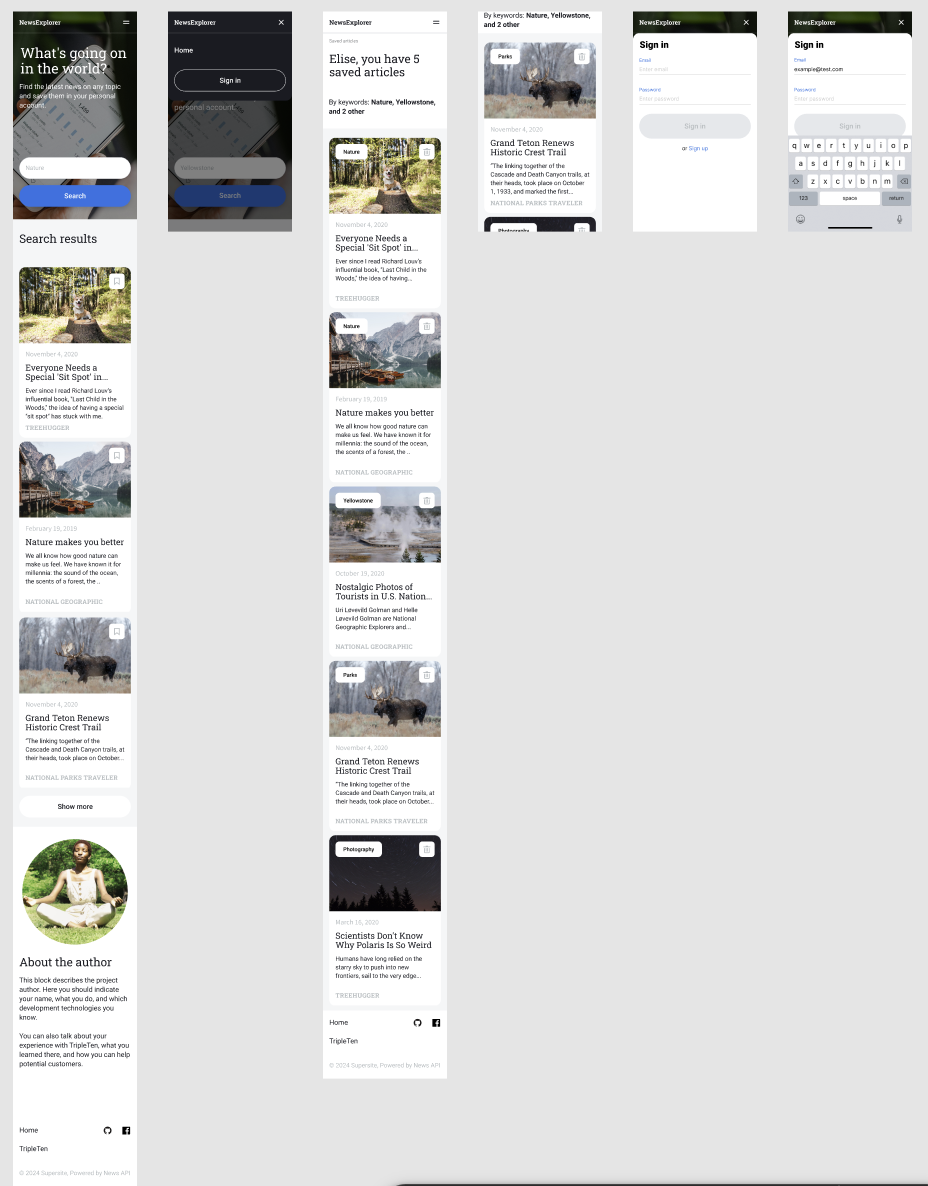 NewsExplorer
What's going on
in the world?
Find the latest news on any topic
and save them in your personal
account.
Nature
Search
Search results
November 4, 2020
Everyone Needs a
Special 'Sit Spot' in...
Ever since I read Richard Louv's
influential book, "Last Child in the
Woods," the idea of having a special
"sit spot" has stuck with me.
TREEHUGGER
February 19, 2019
Nature makes you better
We all know how good nature can
make us feel. We have known it for
millennia: the sound of the ocean,
the scents of a forest, the ..
NATIONAL GEOGRAPHIC
November 4, 2020
Grand Teton Renews
Historic Crest Trail
"The linking together of the
Cascade and Death Canyon trails, at
their heads, took place on October...
NATIONAL PARKS TRAVELER
Show more
About the author
This block describes the project
author. Here you should indicate
your name, what you do, and which
development technologies you
know.
You can also talk about your
experience with TripleTen, what you
learned there, and how you can help
potential customers.
Home
TripleTen
© 2024 Supersite, Powered by News API
NewsExplorer
Home
Sign in
personal account.
Search
NewsExplorer
Saved articles
Elise, you have 5
saved articles
By keywords: Nature, Yellowstone,
and 2 other
Nature
November 4, 2020
Everyone Needs a
Special 'Sit Spot' in...
Ever since I read Richard Louv's
influential book, "Last Child in the
Woods," the idea of having...
TREEHUGGER
Nature
February 19, 2019
Nature makes you better
We all know how good nature can
make us feel. We have known it for
millennia: the sound of the ocean,
the scents of a forest, the ..
NATIONAL GEOGRAPHIC
Yellowstone
October 19, 2020
Nostalgic Photos of
Tourists in U.S. Nation...
Uri Løvevild Golman and Helle
Løvevild Golman are National
Geographic Explorers and...
NATIONAL GEOGRAPHIC
Parks
November 4, 2020
Grand Teton Renews
Historic Crest Trail
"The linking together of the
Cascade and Death Canyon trails, at
their heads, took place on October...
NATIONAL PARKS TRAVELER
Photography
March 16, 2020
Scientists Don't Know
Why Polaris Is So Weird
Humans have long relied on the
starry sky to push into new
frontiers, sail to the very edge...
TREEHUGGER
Home
TripleTen
© 2024 Supersite, Powered by News API
By keywords: Nature, Yellowstone,
and 2 other
Parks
November 4, 2020
Grand Teton Renews
Historic Crest Trail
"The linking together of the
Cascade and Death Canyon trails, at
their heads, took place on October
1, 1933, and marked the first...
NATIONAL PARKS TRAVELER
Photography
NewsExplorer
Sign in
Email
Enter email
Password
Enter password
Sign in
or Sign up
NewsExplorer
Sign in
Email
example@test.com
Password
Enter password
Sign in
q w e r t y u i o p
a s d f g h j k l
z x c v b n m
123 space return